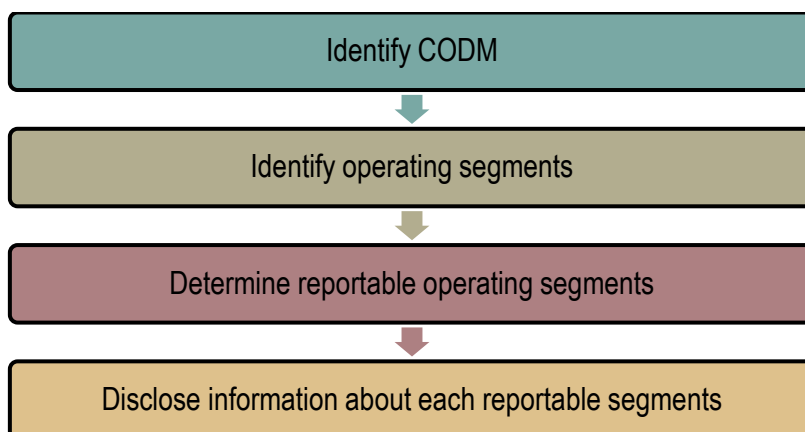 Identify CODM
Identify operating segments
Determine reportable operating segments
Disclose information about each reportable segments